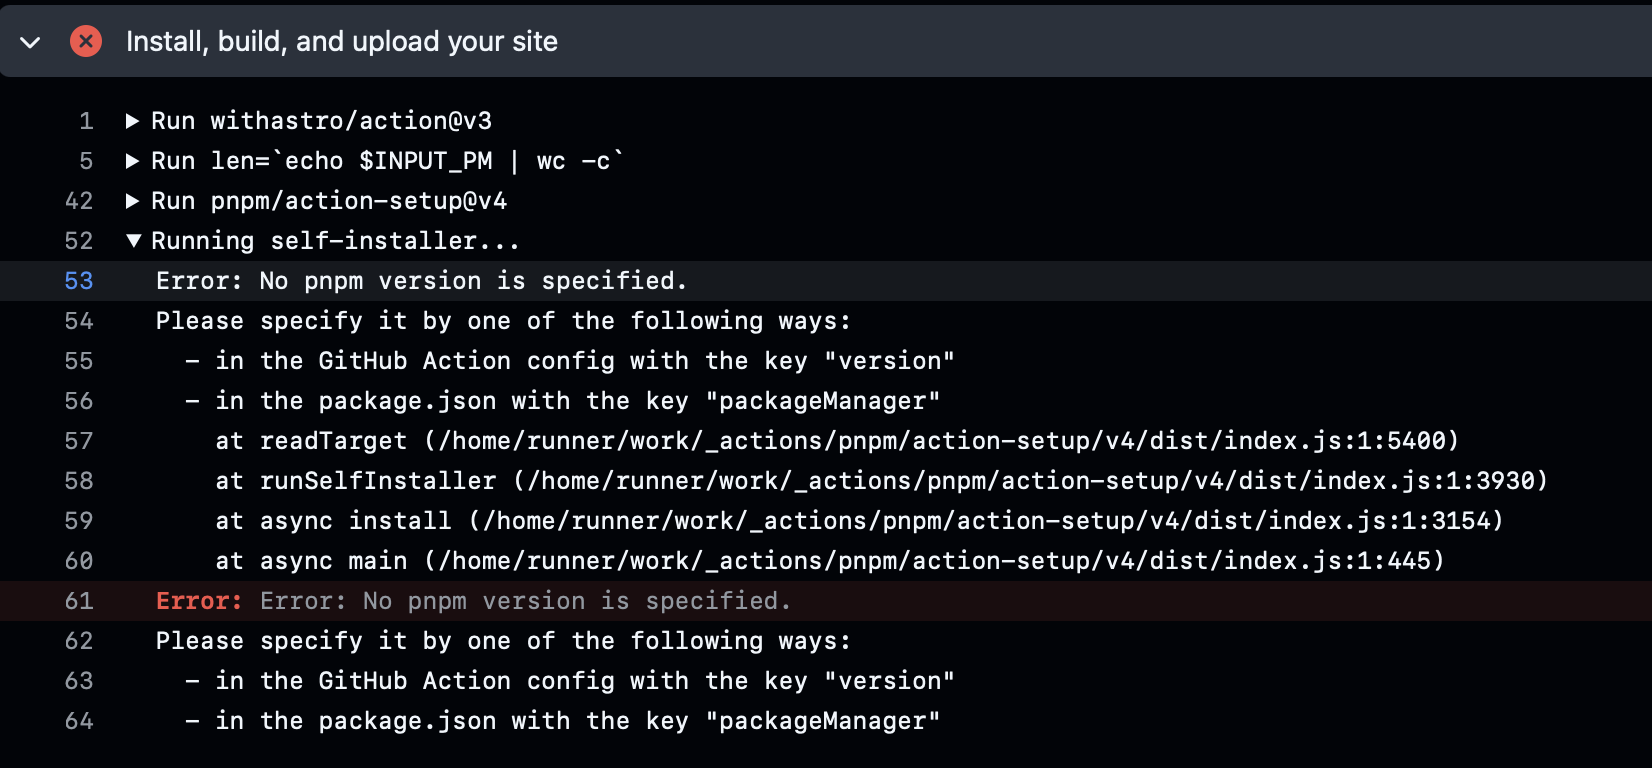 Install, build, and upload your site
1 ▶ Run withastro/action@v3
5 ▶ Run len=`echo $INPUT_PM | wc -c`
42 ▶ Run pnpm/action-setup@v4
52 ▼ Running self-installer...
53 Error: No pnpm version is specified.
54 Please specify it by one of the following ways:
55 - in the GitHub Action config with the key "version"
56 - in the package.json with the key "packageManager"
57 at readTarget (/home/runner/work/_actions/pnpm/action-setup/v4/dist/index.js:1:5400)
58 at runSelfInstaller (/home/runner/work/_actions/pnpm/action-setup/v4/dist/index.js:1:3930)
59 at async install (/home/runner/work/_actions/pnpm/action-setup/v4/dist/index.js:1:3154)
60 at async main (/home/runner/work/_actions/pnpm/action-setup/v4/dist/index.js:1:445)
61 Error: Error: No pnpm version is specified.
62 Please specify it by one of the following ways:
63 - in the GitHub Action config with the key "version"
64 - in the package.json with the key "packageManager"